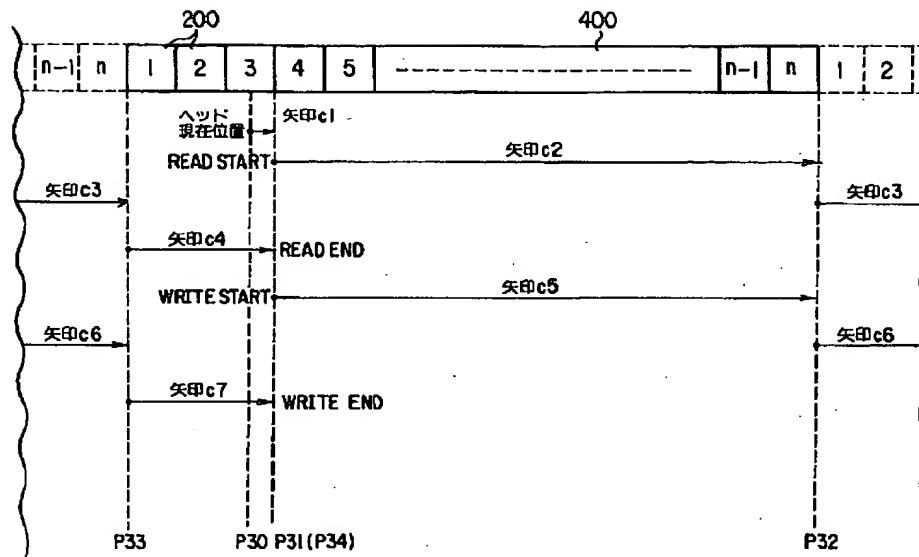 200 400
n-1 n 1 2 3 4 5 n-1 n 1 2
ヘッド
現在位置
矢印c1
READ START 矢印c2
矢印c3 矢印c3
矢印c4 READ END
WRITE START 矢印c5
矢印c6 矢印c6
矢印c7 WRITE END
P33 P30 P31(P34) P32